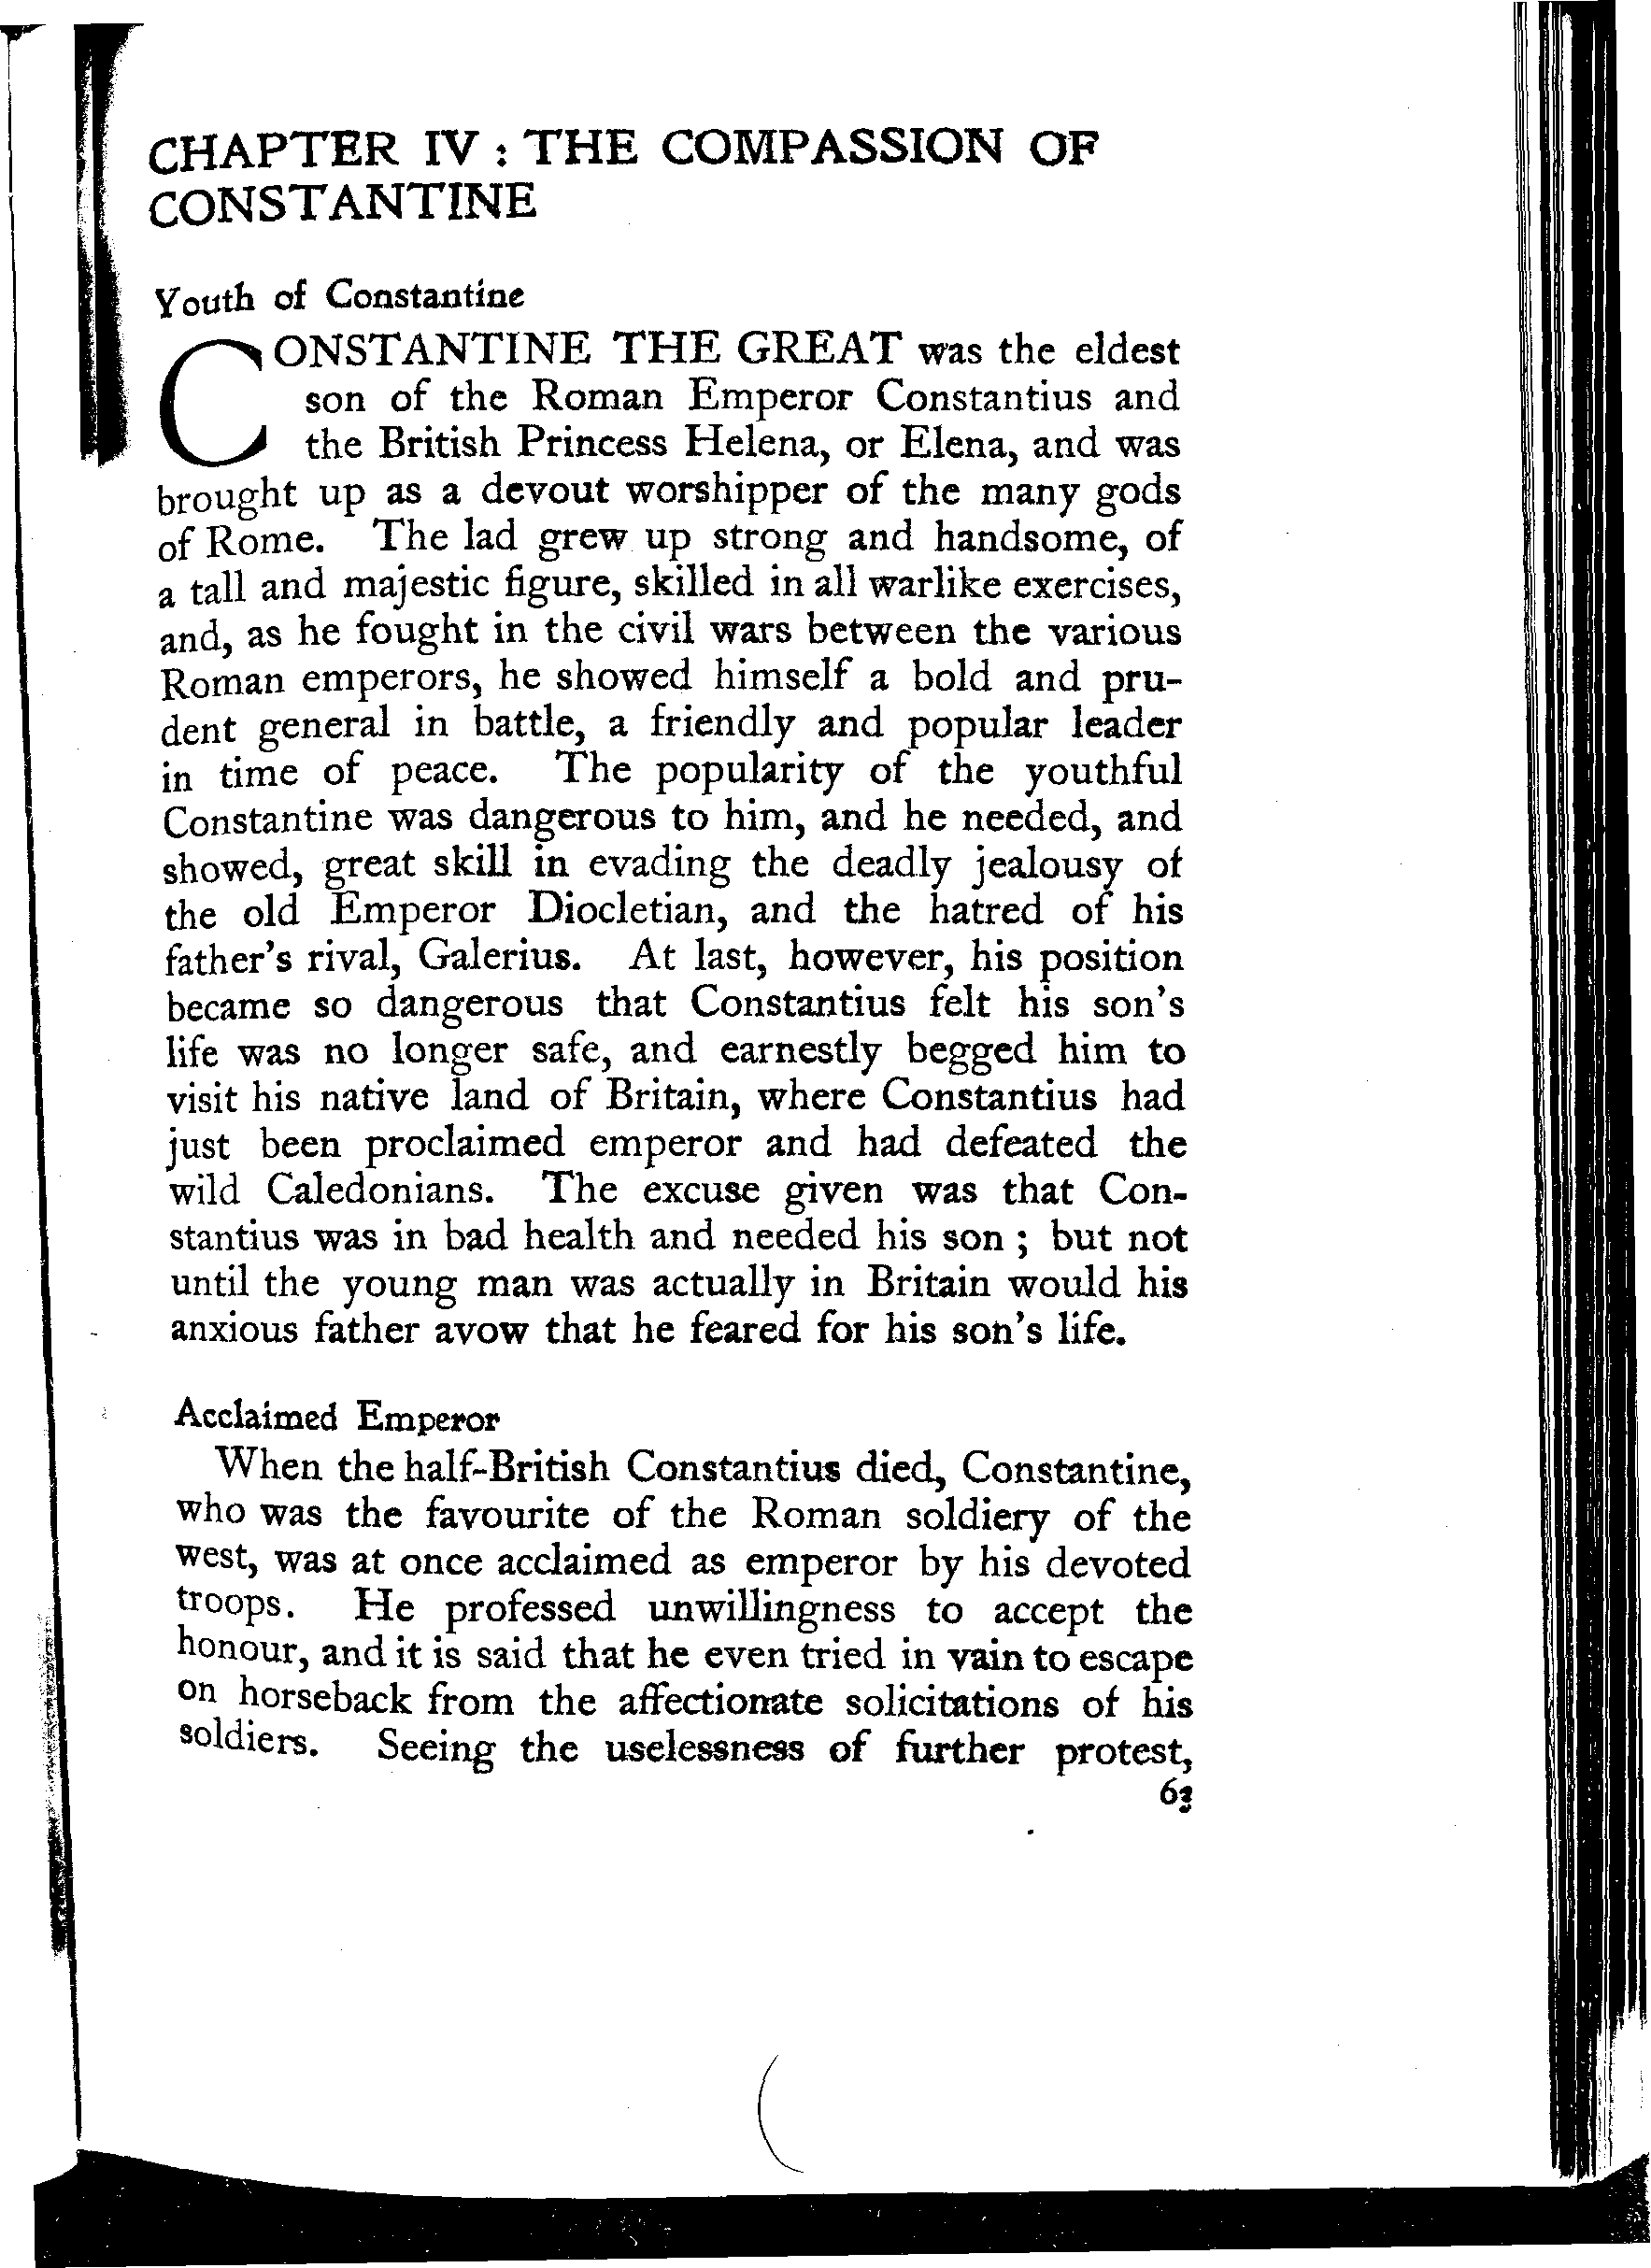 CHAPTER IV : THE COMPASSION OF
CONSTANTINE
Youth of Constantine
CONSTANTINE THE GREAT was the eldest
son of the Roman Emperor Constantius and
the British Princess Helena, or Elena, and was
brought up as a devout worshipper of the many gods
of Rome. The lad grew up strong and handsome, of
a tall and majestic figure, skilled in all warlike exercises,
and, as he fought in the civil wars between the various
Roman emperors, he showed himself a bold and pru-
dent general in battle, a friendly and popular leader
in time of peace. The popularity of the youthful
Constantine was dangerous to him, and he needed, and
showed, great skill in evading the deadly jealousy of
the old Emperor Diocletian, and the hatred of his
father's rival, Galerius. At last, however, his position
became so dangerous that Constantius felt his son's
life was no longer safe, and earnestly begged him to
visit his native land of Britain, where Constantius had
just been proclaimed emperor and had defeated the
wild Caledonians. The excuse given was that Con-
stantius was in bad health and needed his son ; but not
until the young man was actually in Britain would his
anxious father avow that he feared for his son's life.
Acclaimed Emperor
When the half-British Constantius died, Constantine,
who was the favourite of the Roman soldiery of the
west, was at once acclaimed as emperor by his devoted
troops. He professed unwillingness to accept the
honour, and it is said that he even tried in vain to escape
on horseback from the affectionate solicitations of his
soldiers. Seeing the uselessness of further protest,
63